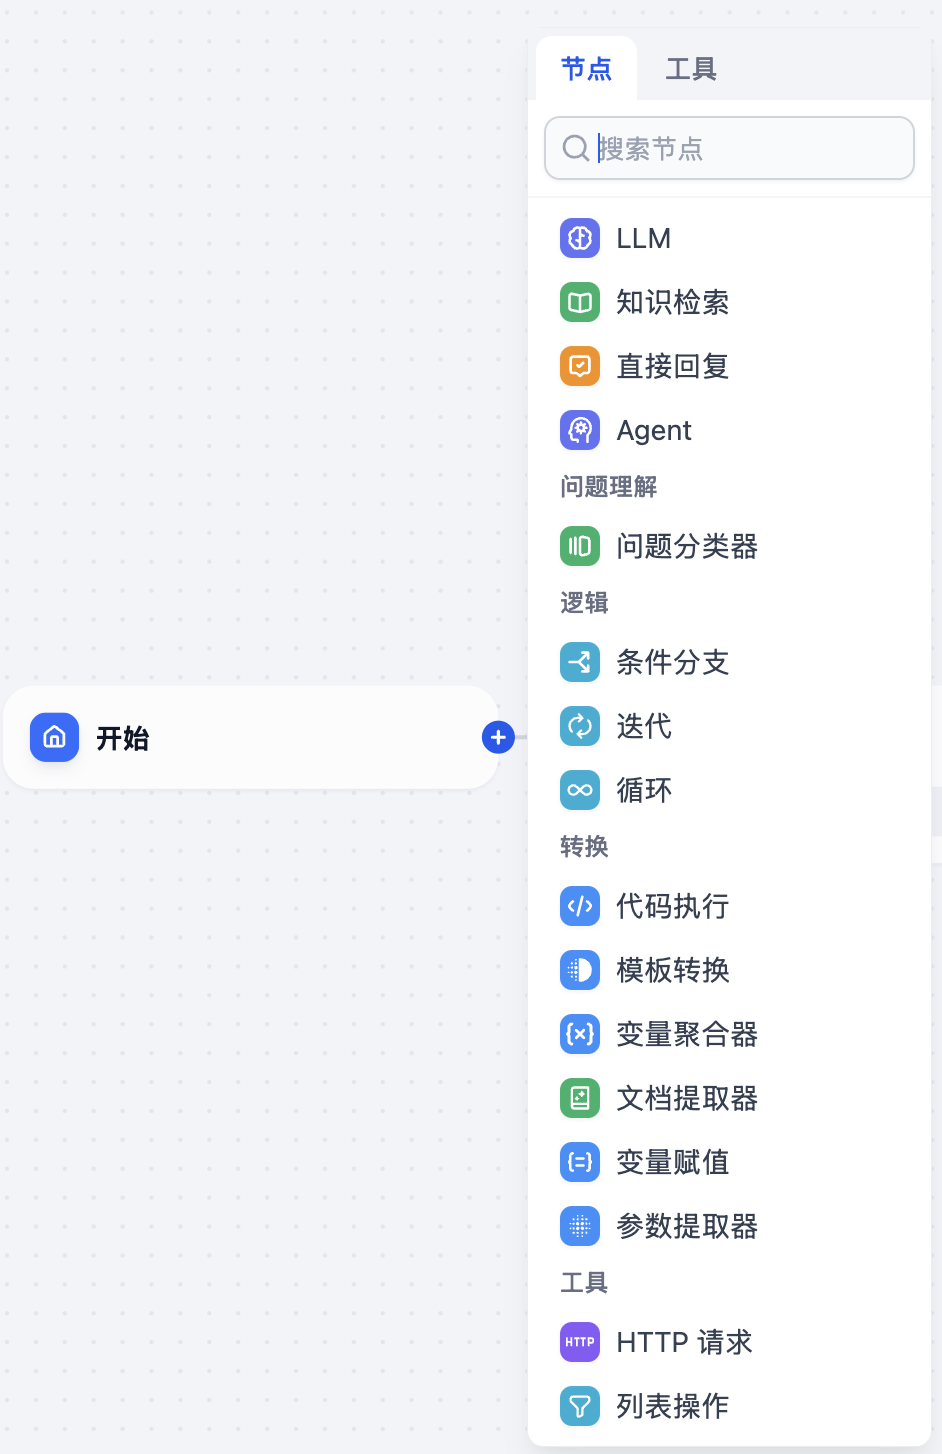 节点 工具
搜索节点
LLM
知识检索
直接回复
Agent
问题理解
问题分类器
逻辑
条件分支
开始
迭代
循环
转换
代码执行
模板转换
变量聚合器
文档提取器
变量赋值
参数提取器
工具
HTTP HTTP 请求
列表操作